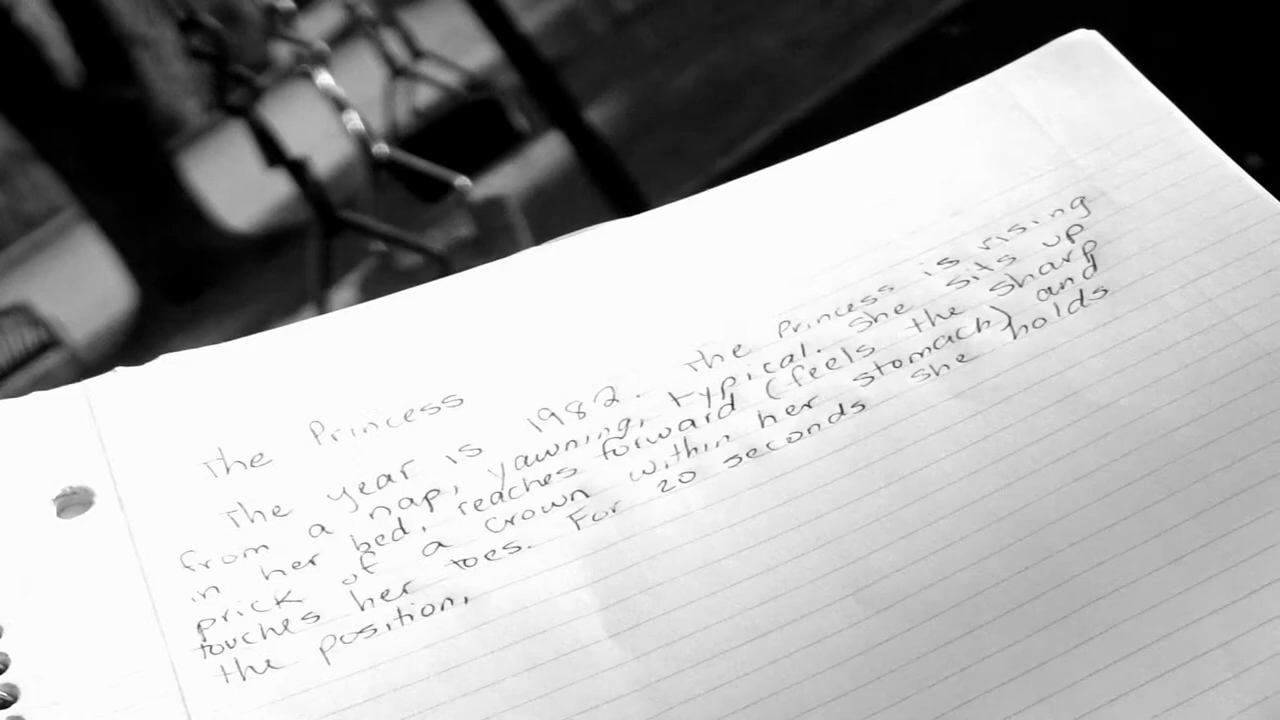 The Princess
The year is 1982. The Princess is rising
from a nap, yawning, typical. She sits up
in her bed, reaches forward (feels the sharp
prick of a crown within her stomach) and
touches her toes. For 20 seconds she holds
the position,